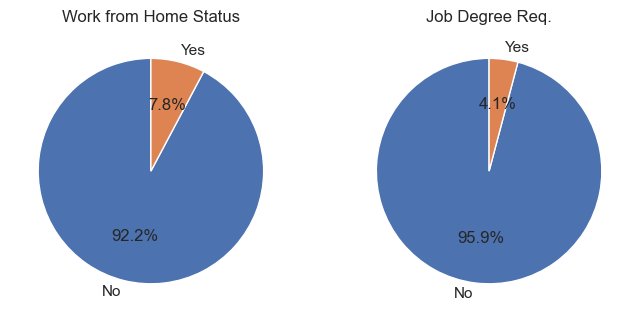 Work from Home Status
Yes
7.8%
92.2%
No
Job Degree Req.
Yes
4.1%
95.9%
No